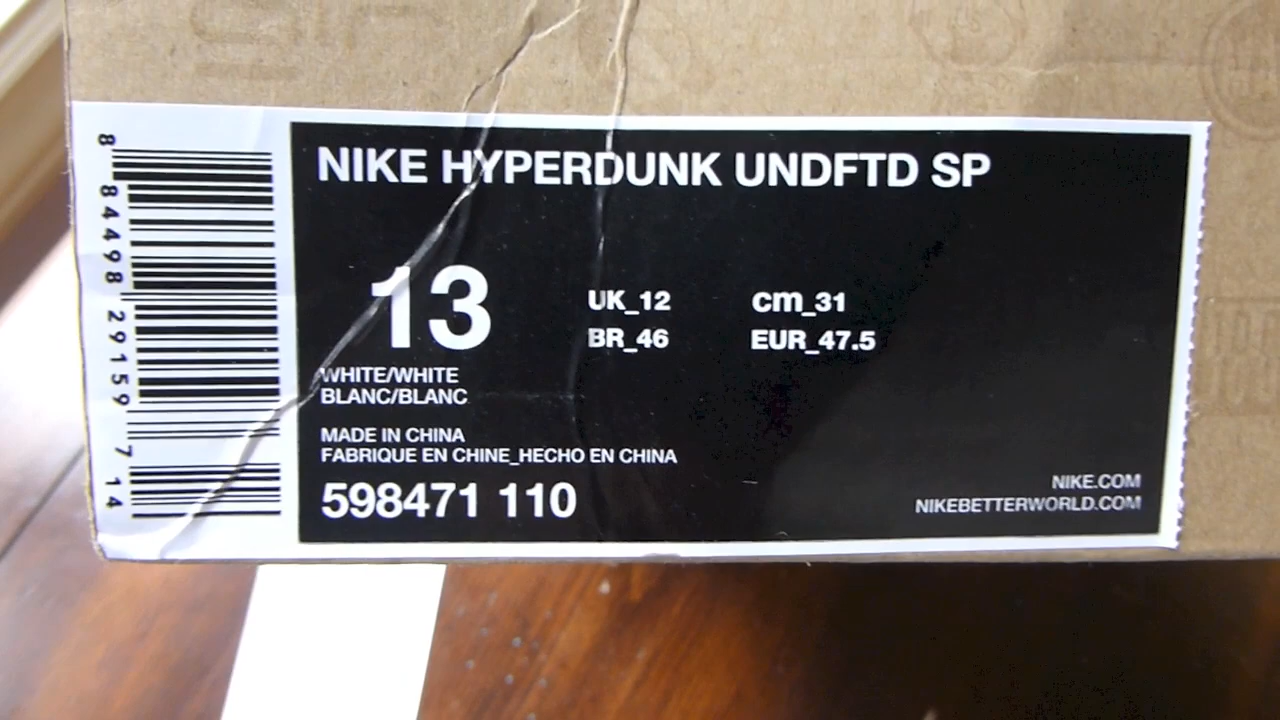 NIKE HYPERDUNK UNDFTD SP
13
UK_12 cm_31
BR_46 EUR_47.5
WHITE/WHITE
BLANC/BLANC
MADE IN CHINA
FABRIQUE EN CHINE_HECHO EN CHINA
598471 110
NIKE.COM
NIKEBETTERWORLD.COM
8 84498 29159 7 14